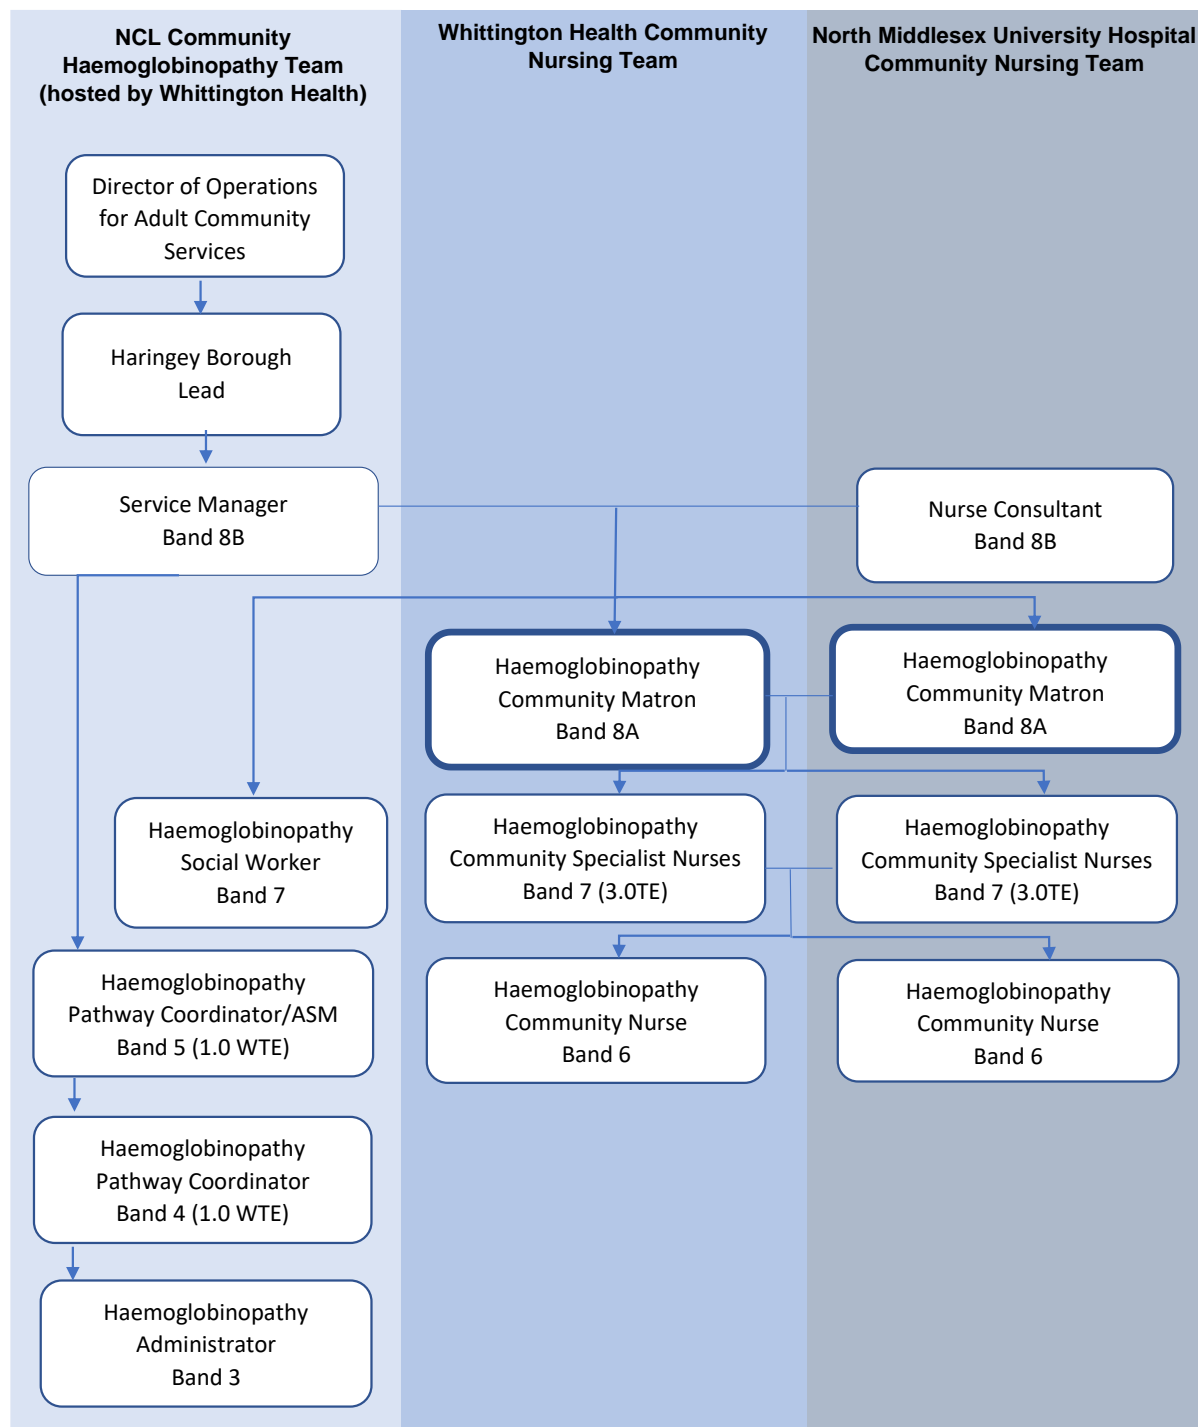 NCL Community
Haemoglobinopathy Team
(hosted by Whittington Health)
Whittington Health Community
Nursing Team
North Middlesex University Hospital
Community Nursing Team
Director of Operations
for Adult Community
Services
Haringey Borough
Lead
Service Manager
Band 8B
Nurse Consultant
Band 8B
Haemoglobinopathy
Community Matron
Band 8A
Haemoglobinopathy
Community Matron
Band 8A
Haemoglobinopathy
Social Worker
Band 7
Haemoglobinopathy
Community Specialist Nurses
Band 7 (3.0TE)
Haemoglobinopathy
Community Specialist Nurses
Band 7 (3.0TE)
Haemoglobinopathy
Pathway Coordinator/ASM
Band 5 (1.0 WTE)
Haemoglobinopathy
Community Nurse
Band 6
Haemoglobinopathy
Community Nurse
Band 6
Haemoglobinopathy
Pathway Coordinator
Band 4 (1.0 WTE)
Haemoglobinopathy
Administrator
Band 3